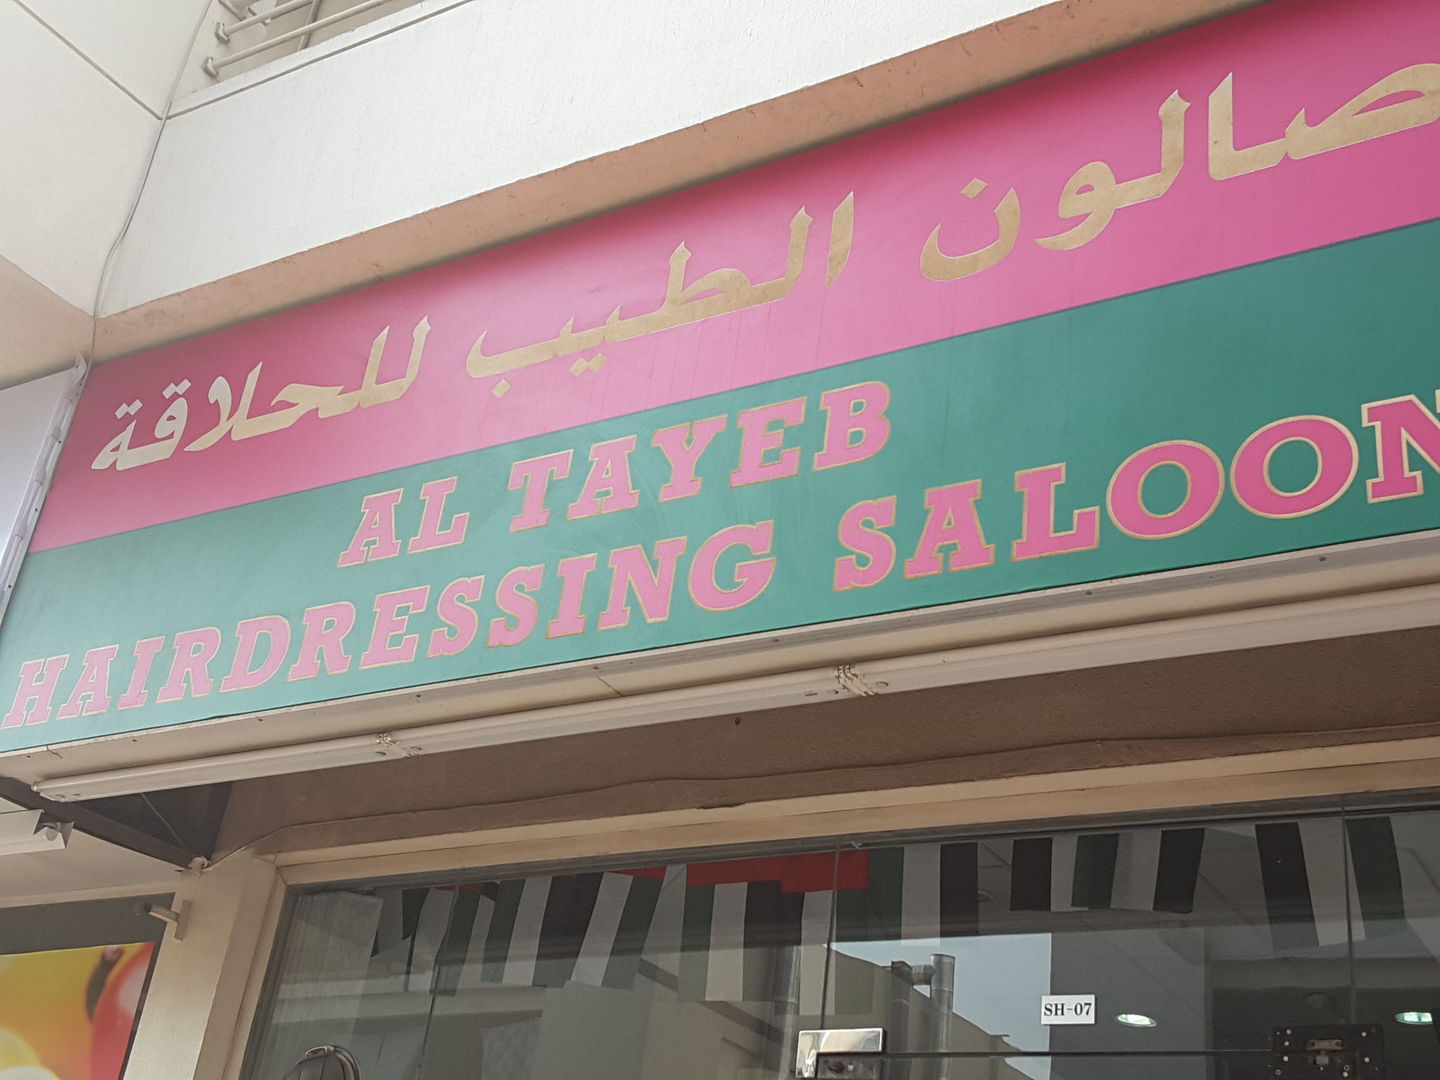 صالون الطيب للحلاقة
AL TAYEB
HAIRDRESSING SALOON
SH-07